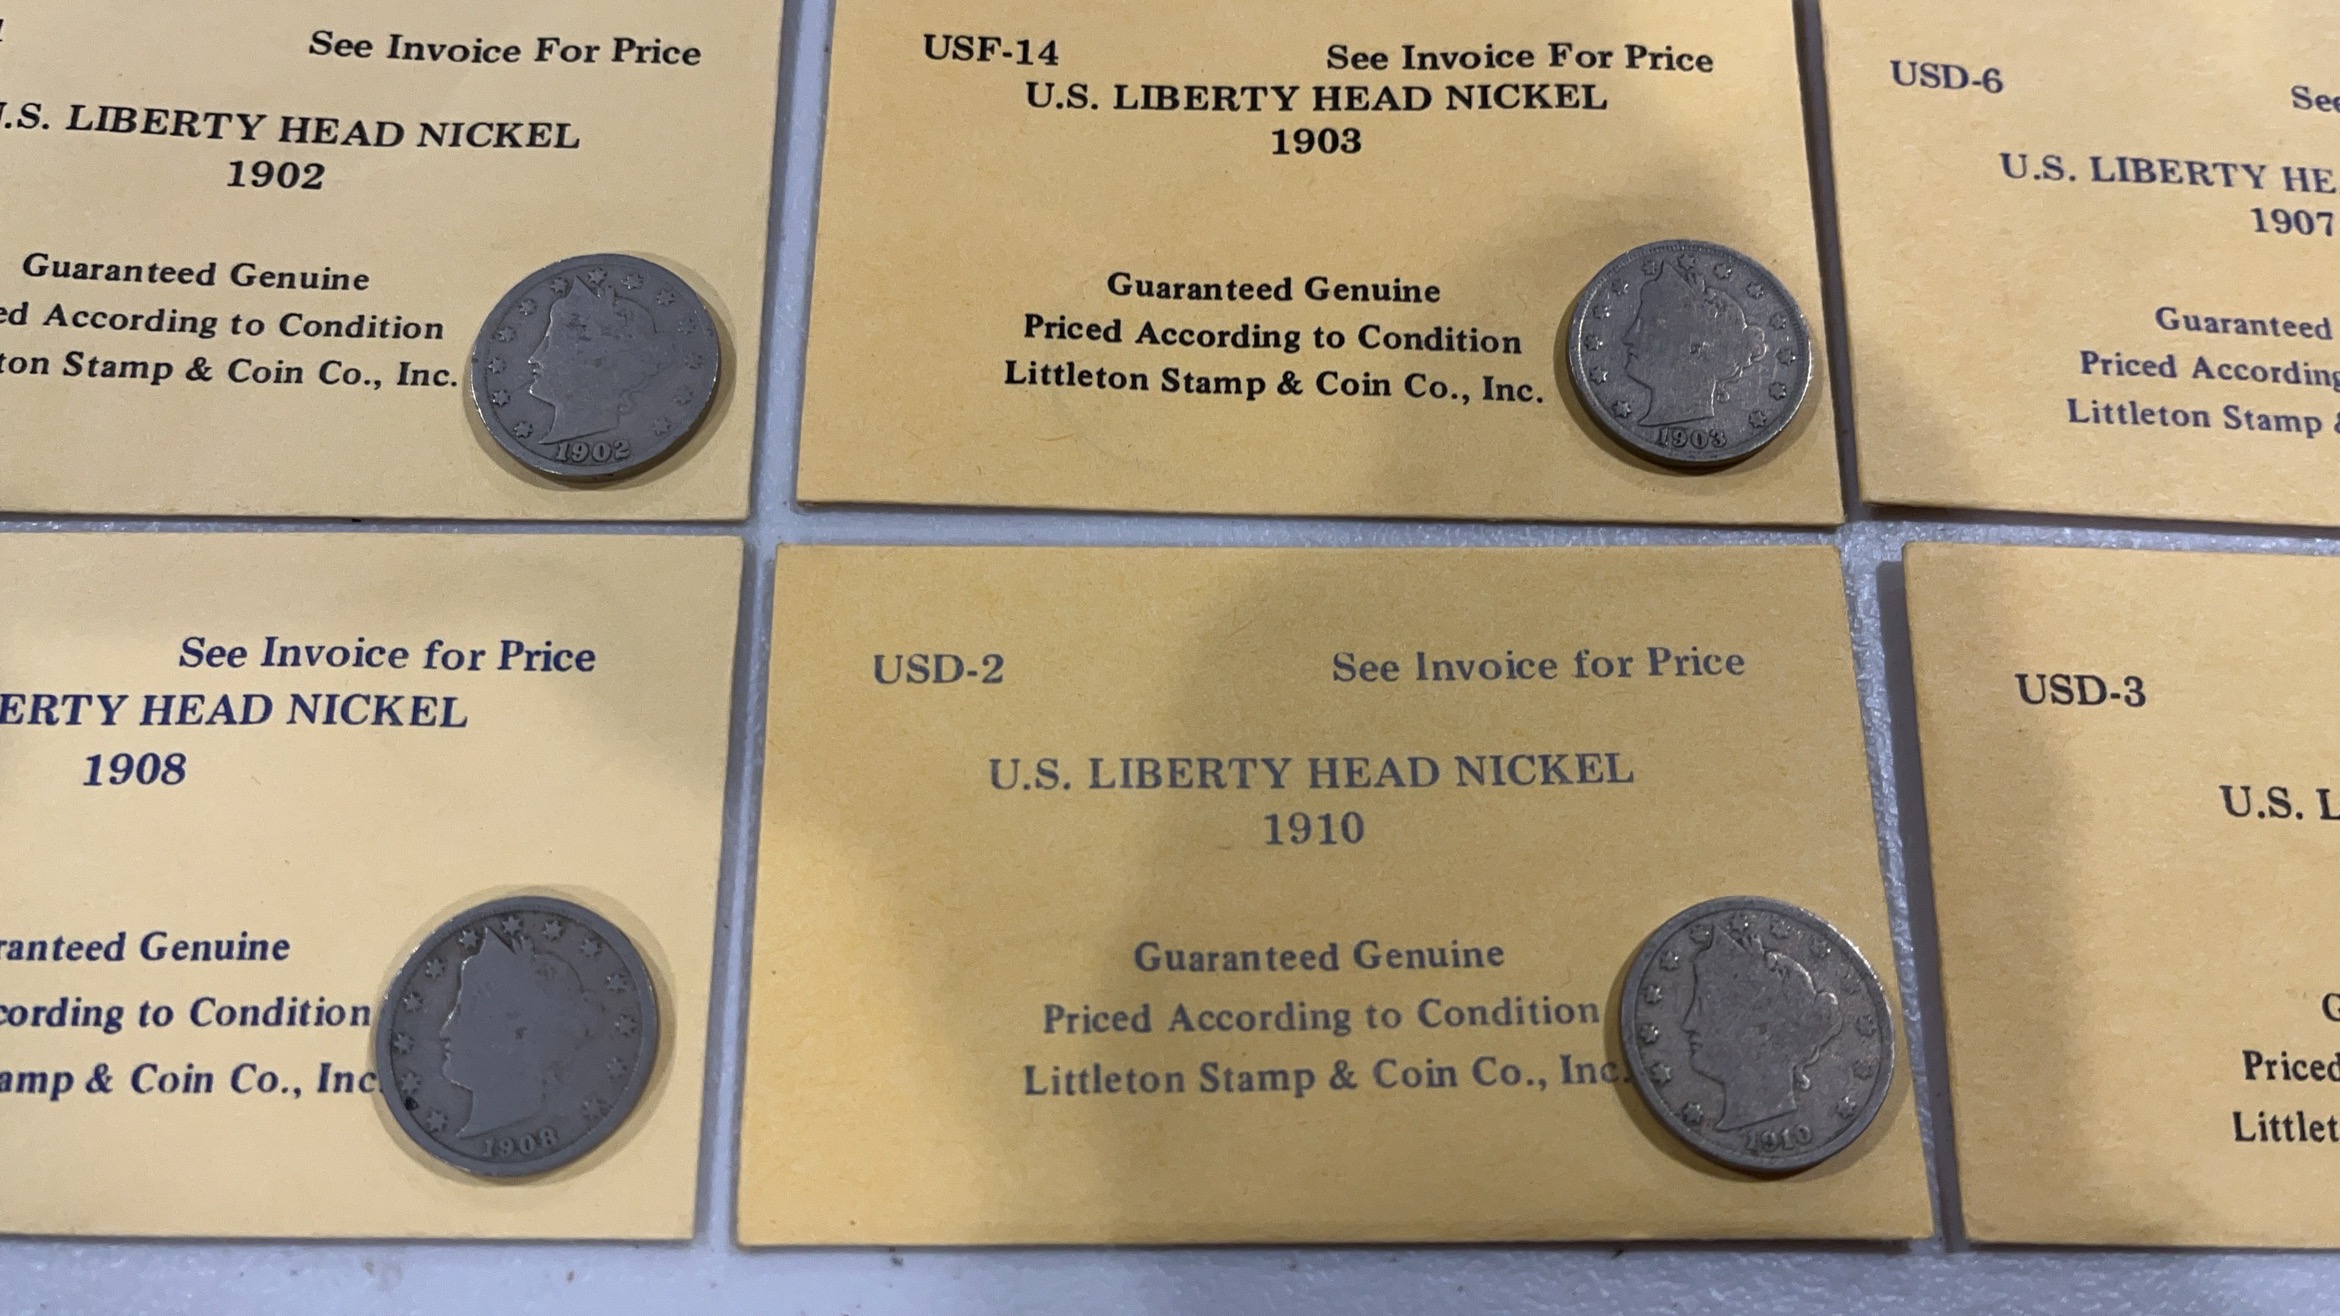 See Invoice For Price
U.S. LIBERTY HEAD NICKEL
1902
Guaranteed Genuine
According to Condition
Stamp & Coin Co., Inc.
1902
USF-14 See Invoice For Price
U.S. LIBERTY HEAD NICKEL
1903
Guaranteed Genuine
Priced According to Condition
Littleton Stamp & Coin Co., Inc.
1903
USD-6 See
U.S. LIBERTY HE
1907
Guaranteed
Priced According
Littleton Stamp &
See Invoice for Price
ERTY HEAD NICKEL
1908
ranteed Genuine
cording to Condition
amp & Coin Co., Inc.
1908
USD-2 See Invoice for Price
U.S. LIBERTY HEAD NICKEL
1910
Guaranteed Genuine
Priced According to Condition
Littleton Stamp & Coin Co., Inc.
1910
USD-3
U.S. L
G
Priced
Littlet